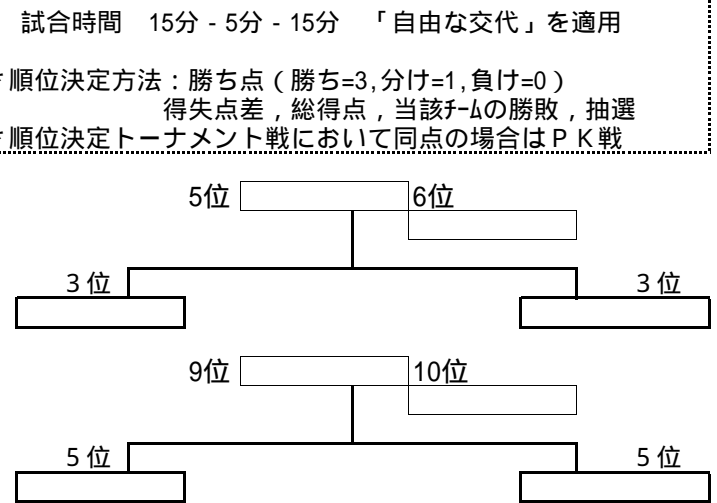 試合時間　15分 - 5分 - 15分　「自由な交代」を適用
順位決定方法：勝ち点（勝ち=3,分け=1,負け=0）
得失点差，総得点，当該ﾁｰﾑの勝敗，抽選
順位決定トーナメント戦において同点の場合はＰＫ戦
5位 6位
３位 ３位
9位 10位
５位 ５位